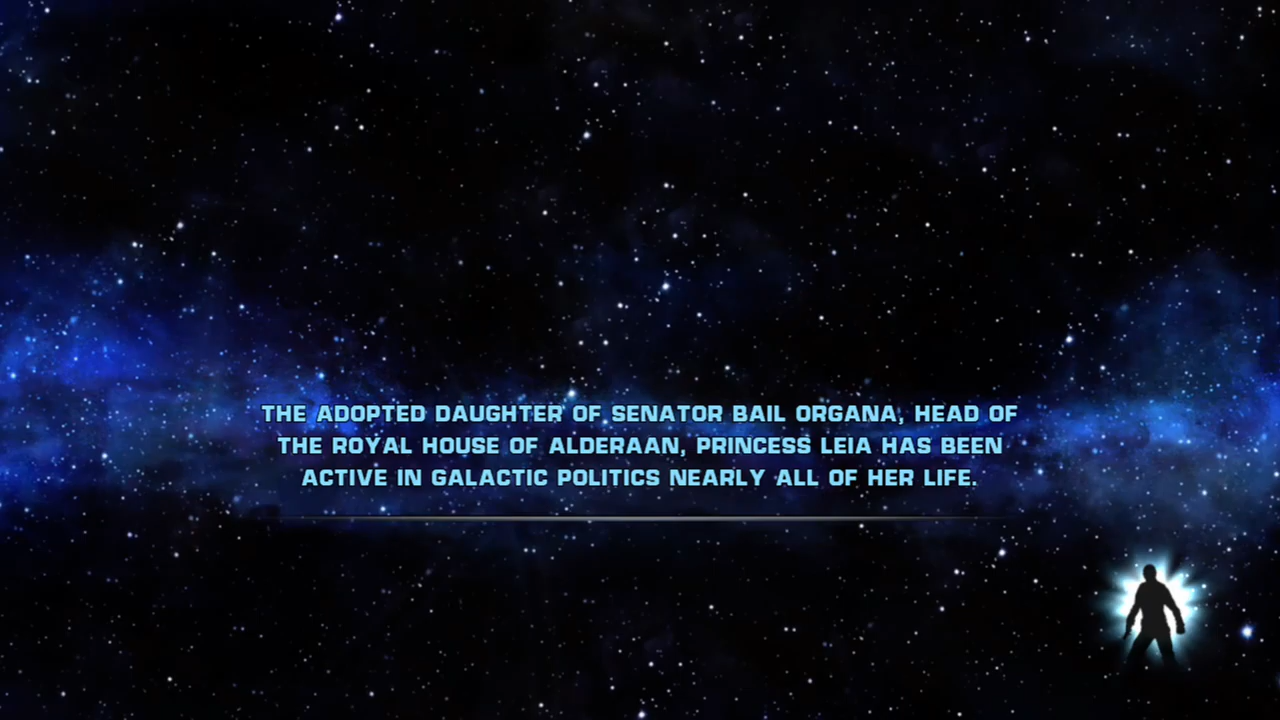 THE ADOPTED DAUGHTER OF SENATOR BAIL ORGANA, HEAD OF
THE ROYAL HOUSE OF ALDERAAN, PRINCESS LEIA HAS BEEN
ACTIVE IN GALACTIC POLITICS NEARLY ALL OF HER LIFE.